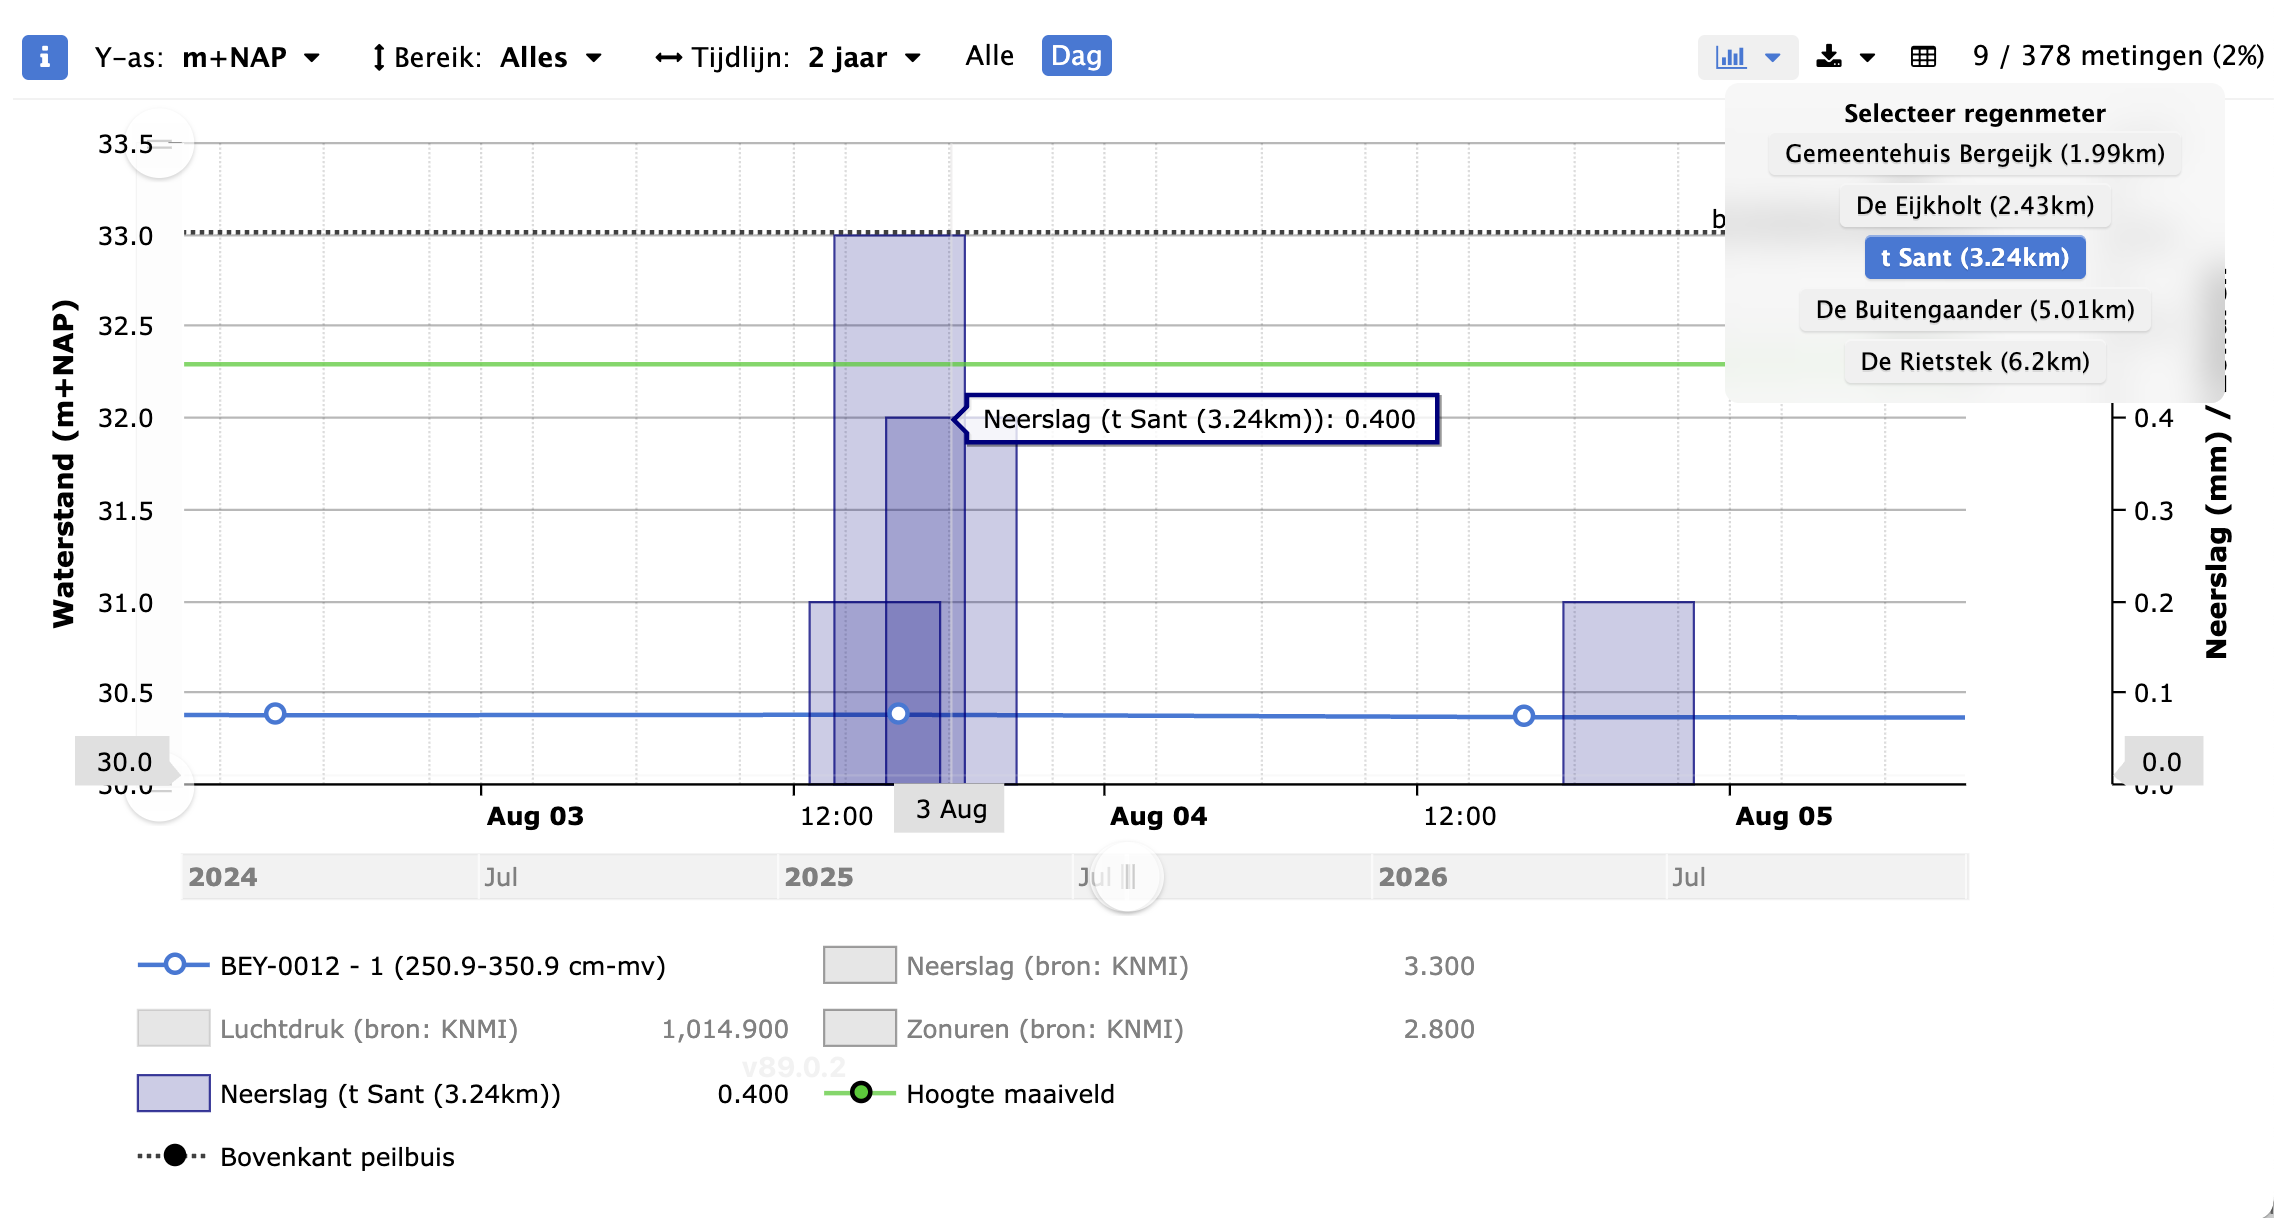 i Y-as: m+NAP Bereik: Alles Tijdlijn: 2 jaar Alle Dag 9 / 378 metingen (2%)
Selecteer regenmeter
Gemeentehuis Bergeijk (1.99km)
De Eijkholt (2.43km)
t Sant (3.24km)
De Buitengaander (5.01km)
De Rietstek (6.2km)
Waterstand (m+NAP)
33.5
33.0
32.5
32.0
31.5
31.0
30.5
30.0
30.0
b
Neerslag (t Sant (3.24km)): 0.400
0.4
0.3
0.2
0.1
0.0
0.0
Neerslag (mm) /
Aug 03 12:00 3 Aug Aug 04 12:00 Aug 05
2024 Jul 2025 Jul 2026 Jul
BEY-0012 - 1 (250.9-350.9 cm-mv) Neerslag (bron: KNMI) 3.300
Luchtdruk (bron: KNMI) 1,014.900 Zonuren (bron: KNMI) 2.800
v89.0.2
Neerslag (t Sant (3.24km)) 0.400 Hoogte maaiveld
Bovenkant peilbuis